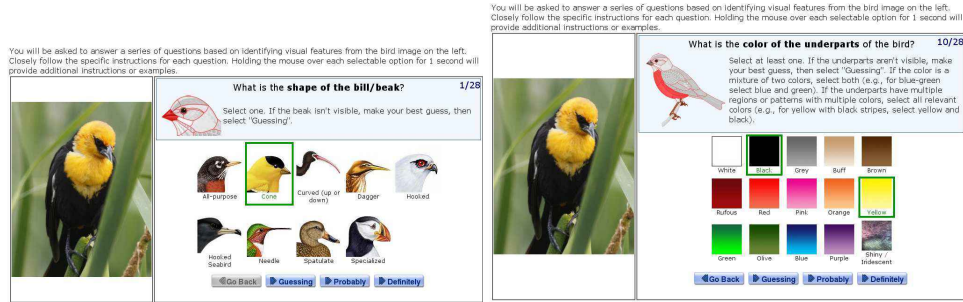 You will be asked to answer a series of questions based on identifying visual features from the bird image on the left.
Closely follow the specific instructions for each question. Holding the mouse over each selectable option for 1 second will
provide additional instructions or examples.
What is the shape of the bill/beak?
1/28
Select one. If the beak isn't visible, make your best guess, then
select "Guessing".
All-purpose
Cone
Curved (up or
down)
Dagger
Hooked
Hooked
Seabird
Needle
Spatulate
Specialized
Go Back
Guessing
Probably
Definitely
You will be asked to answer a series of questions based on identifying visual features from the bird image on the left.
Closely follow the specific instructions for each question. Holding the mouse over each selectable option for 1 second will
provide additional instructions or examples.
What is the color of the underparts of the bird?
10/28
Select at least one. If the underparts aren't visible, make
your best guess, then select "Guessing". If the color is a
mixture of two colors, select both (e.g., for blue-green
select blue and green). If the underparts have multiple
regions or patterns with multiple colors, select all relevant
colors (e.g., for yellow with black stripes, select yellow and
black).
White
Black
Grey
Buff
Brown
Rufous
Red
Pink
Orange
Yellow
Green
Olive
Blue
Purple
Shiny /
Iridescent
Go Back
Guessing
Probably
Definitely